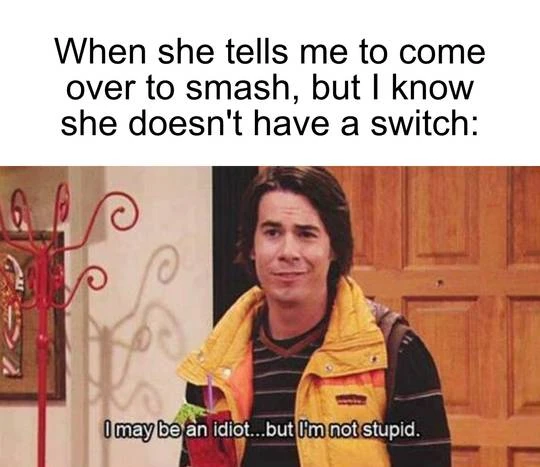 When she tells me to come
over to smash, but I know
she doesn't have a switch:
I may be an idiot...but I'm not stupid.